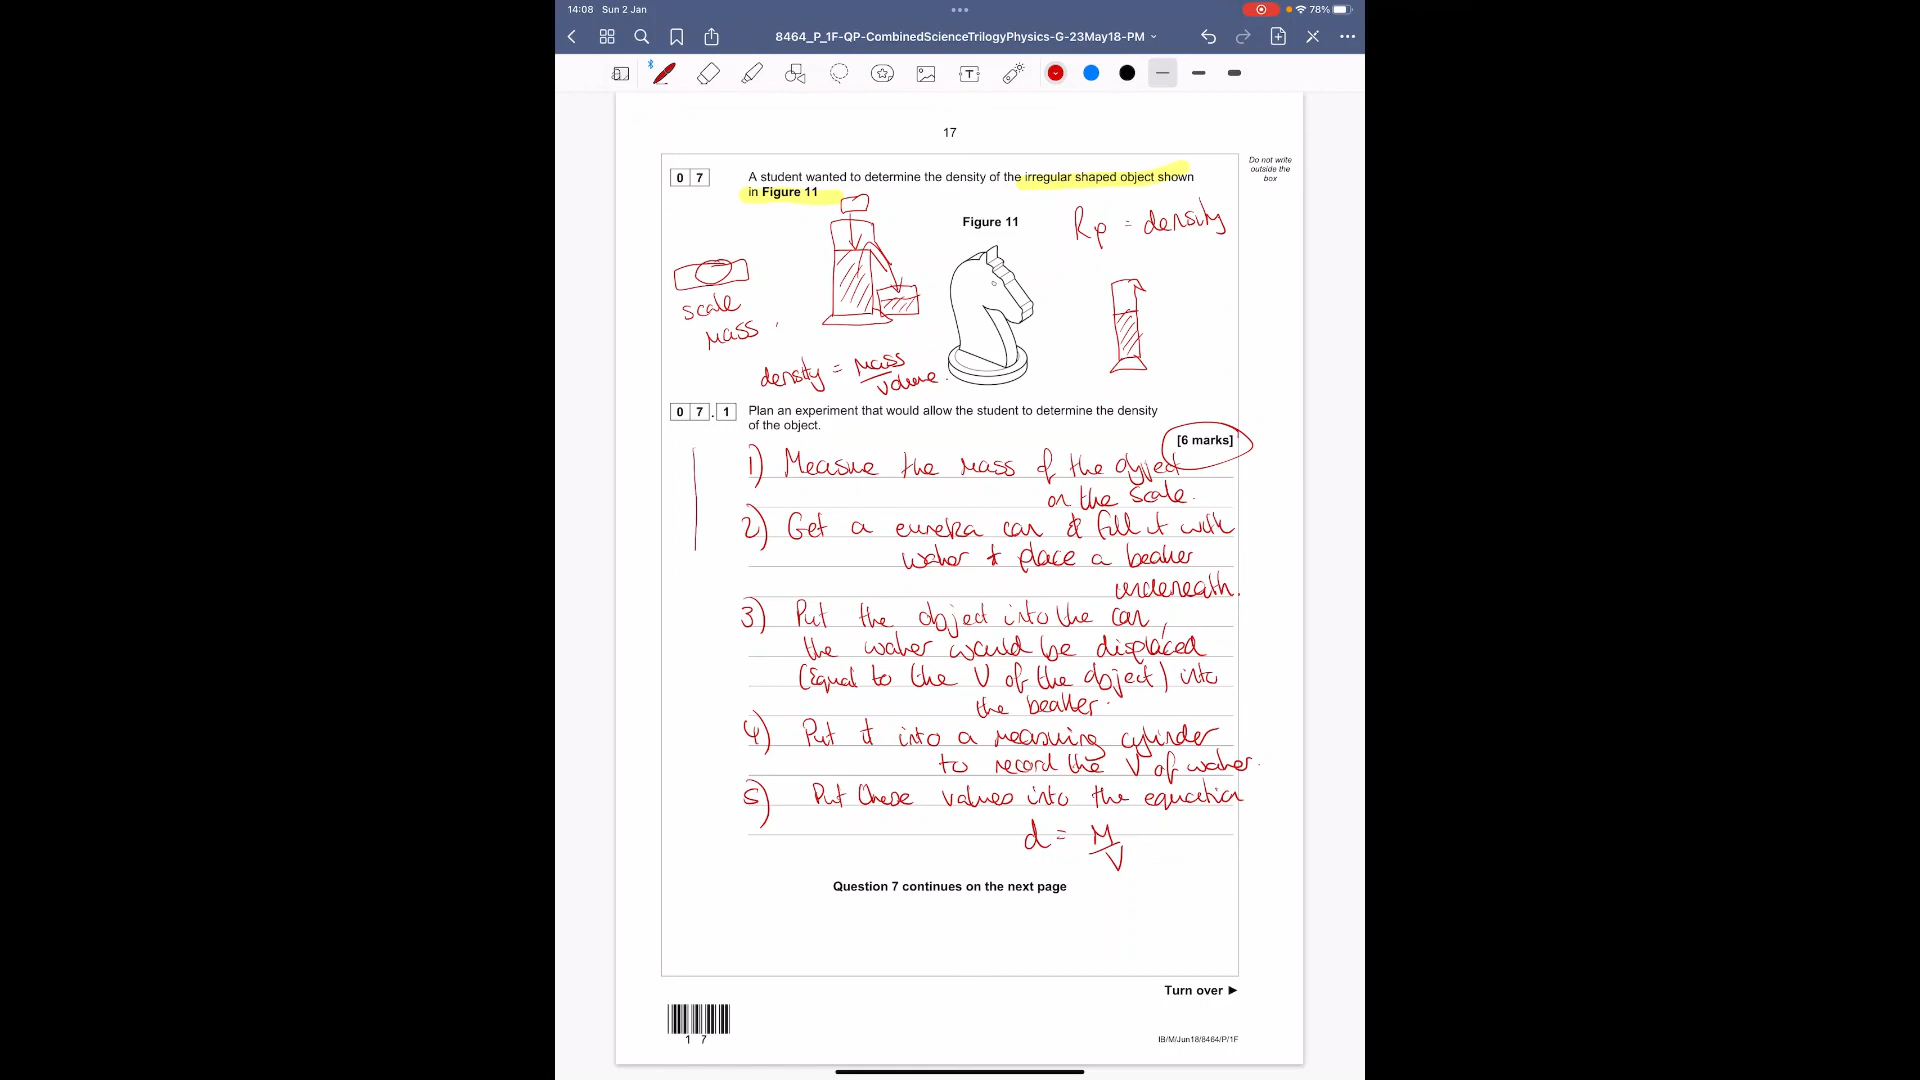 14:08 Sun 2 Jan
78%
8464_P_1F-QP-CombinedScienceTrilogyPhysics-G-23May18-PM
17
Do not write
outside the
box
0 7 A student wanted to determine the density of the irregular shaped object shown
in Figure 11
Figure 11
Rp = density
scale
mass
density = mass
volume
0 7 . 1 Plan an experiment that would allow the student to determine the density
of the object.
[6 marks]
1) Measure the mass of the object
on the scale.
2) Get a eureka can & fill it with
water & place a beaker
underneath.
3) Put the object into the can,
the water would be displaced
(Equal to the V of the object) into
the beaker.
4) Put it into a measuring cylinder
to record the V of water.
5) Put these values into the equation
d = M
V
Question 7 continues on the next page
Turn over ►
1 7
IB/M/Jun18/8464/P/1F